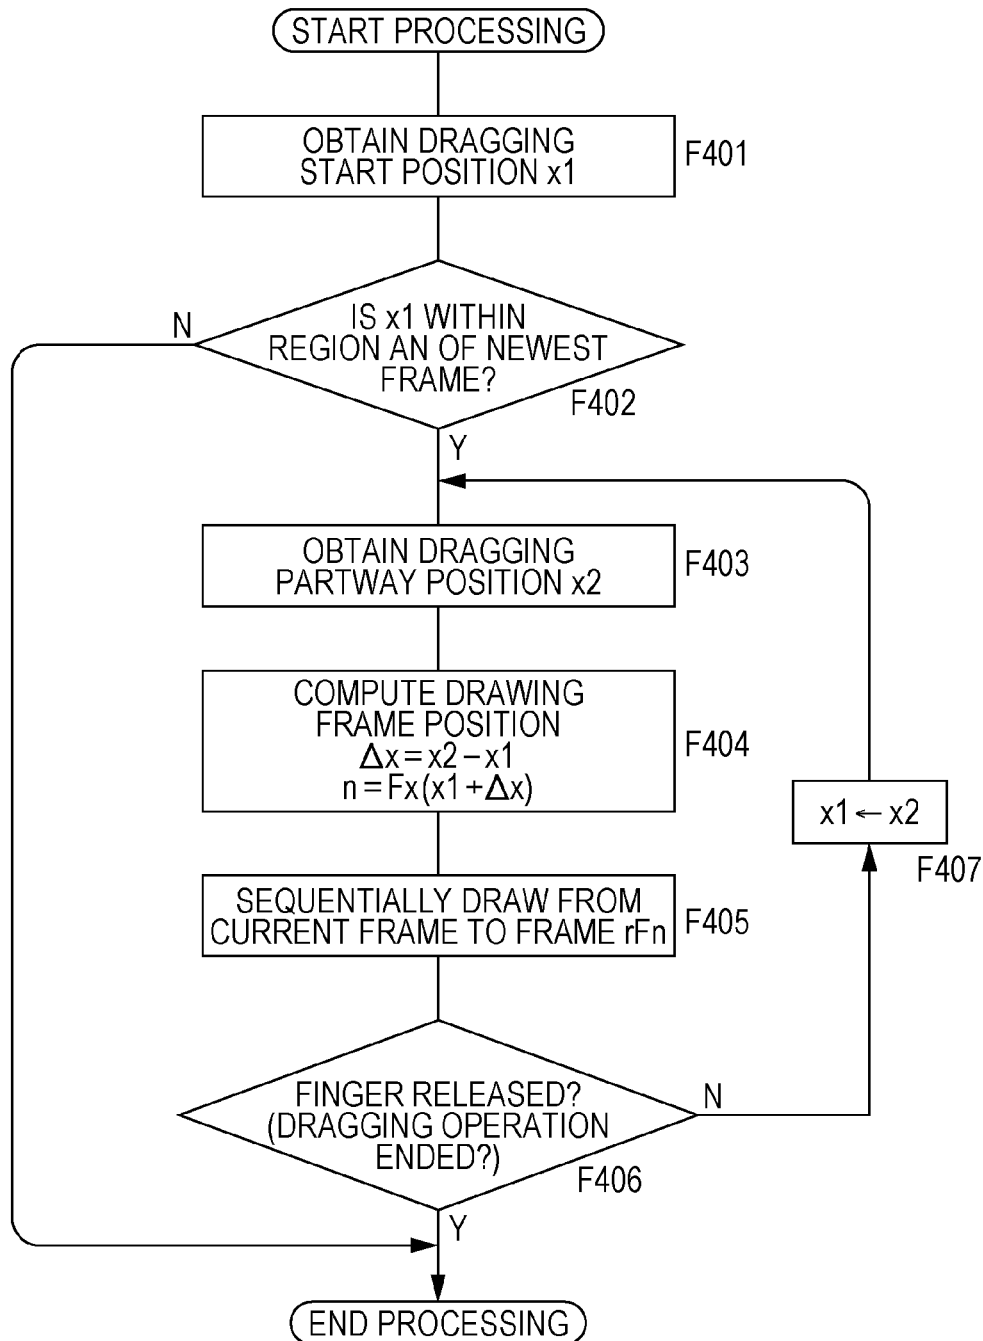 START PROCESSING
OBTAIN DRAGGING
START POSITION x1
F401
IS x1 WITHIN
REGION AN OF NEWEST
FRAME?
F402
N
Y
OBTAIN DRAGGING
PARTWAY POSITION x2
F403
COMPUTE DRAWING
FRAME POSITION
Δx = x2 – x1
n = Fx(x1 + Δx)
F404
x1 ← x2
F407
SEQUENTIALLY DRAW FROM
CURRENT FRAME TO FRAME rFn
F405
FINGER RELEASED?
(DRAGGING OPERATION
ENDED?)
F406
N
Y
END PROCESSING